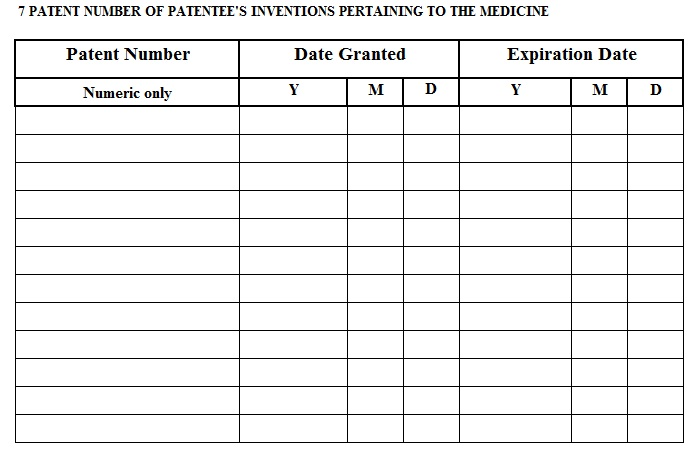 7 PATENT NUMBER OF PATENTEE'S INVENTIONS PERTAINING TO THE MEDICINE
Patent Number Date Granted Expiration Date
Numeric only Y M D Y M D